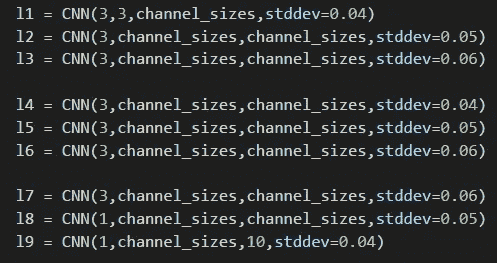 l1 = CNN(3,3,channel_sizes,stddev=0.04)
l2 = CNN(3,channel_sizes,channel_sizes,stddev=0.05)
l3 = CNN(3,channel_sizes,channel_sizes,stddev=0.06)
l4 = CNN(3,channel_sizes,channel_sizes,stddev=0.04)
l5 = CNN(3,channel_sizes,channel_sizes,stddev=0.05)
l6 = CNN(3,channel_sizes,channel_sizes,stddev=0.06)
l7 = CNN(3,channel_sizes,channel_sizes,stddev=0.06)
l8 = CNN(1,channel_sizes,channel_sizes,stddev=0.05)
l9 = CNN(1,channel_sizes,10,stddev=0.04)